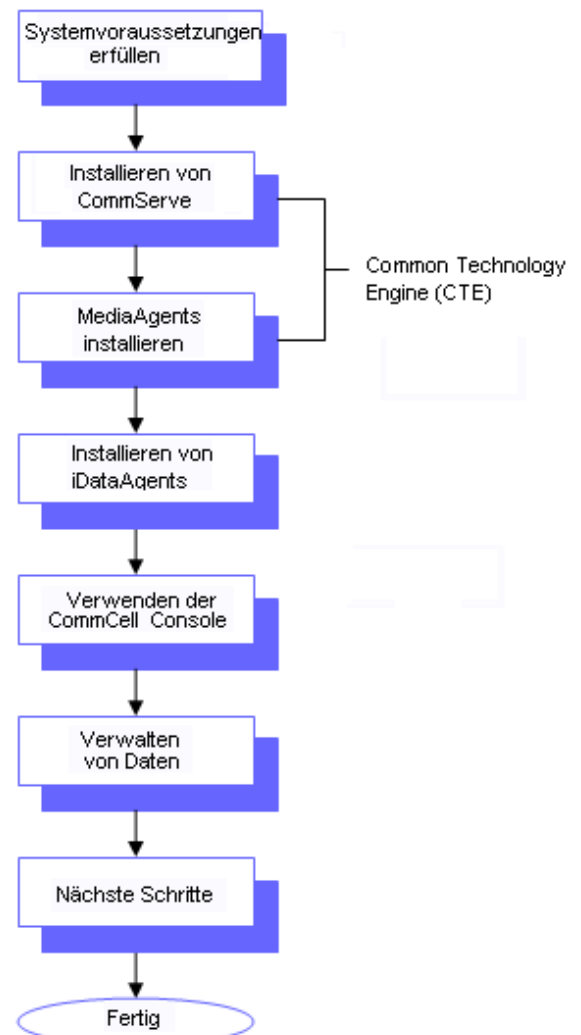 Systemvoraussetzungen
erfüllen
Installieren von
CommServe
Common Technology
Engine (CTE)
MediaAgents
installieren
Installieren von
iDataAgents
Verwenden der
CommCell Console
Verwalten
von Daten
Nächste Schritte
Fertig